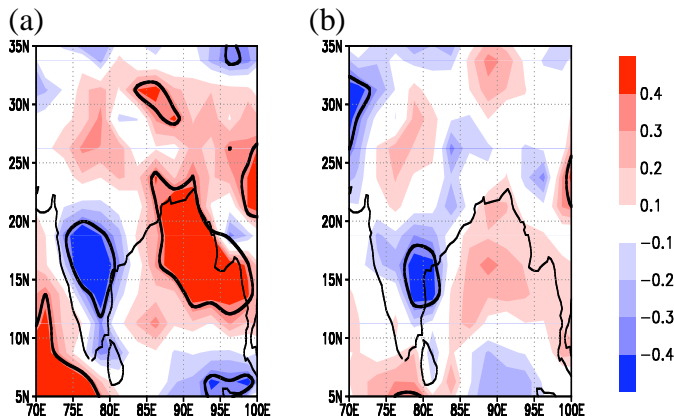 (a) (b)
35N 35N
30N 30N
25N 25N
20N 20N
15N 15N
10N 10N
5N 5N
70E 75E 80E 85E 90E 95E 100E 70E 75E 80E 85E 90E 95E 100E
0.4
0.3
0.2
0.1
−0.1
−0.2
−0.3
−0.4